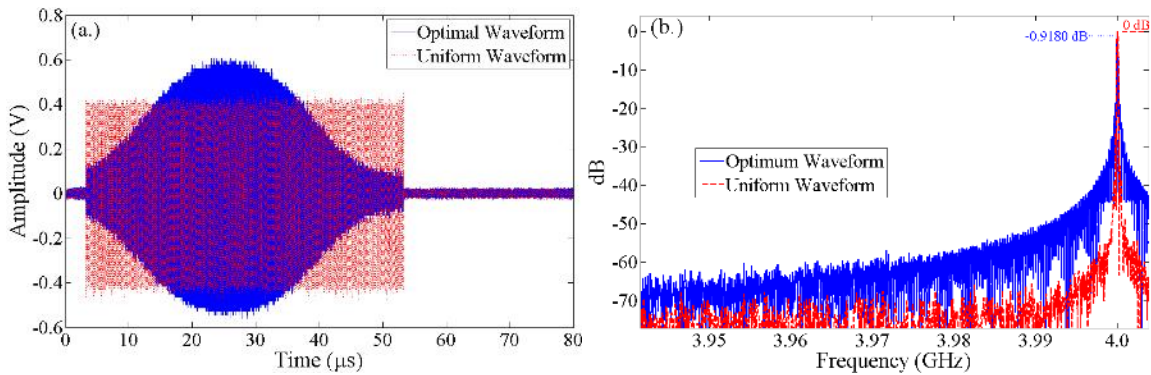 (a.)
Optimal Waveform
Uniform Waveform
Amplitude (V)
0.8
0.6
0.4
0.2
0
-0.2
-0.4
-0.6
0 10 20 30 40 50 60 70 80
Time (μs)
(b.)
-0.9180 dB
0 dB
Optimum Waveform
Uniform Waveform
dB
0
-10
-20
-30
-40
-50
-60
-70
3.95 3.96 3.97 3.98 3.99 4.0
Frequency (GHz)